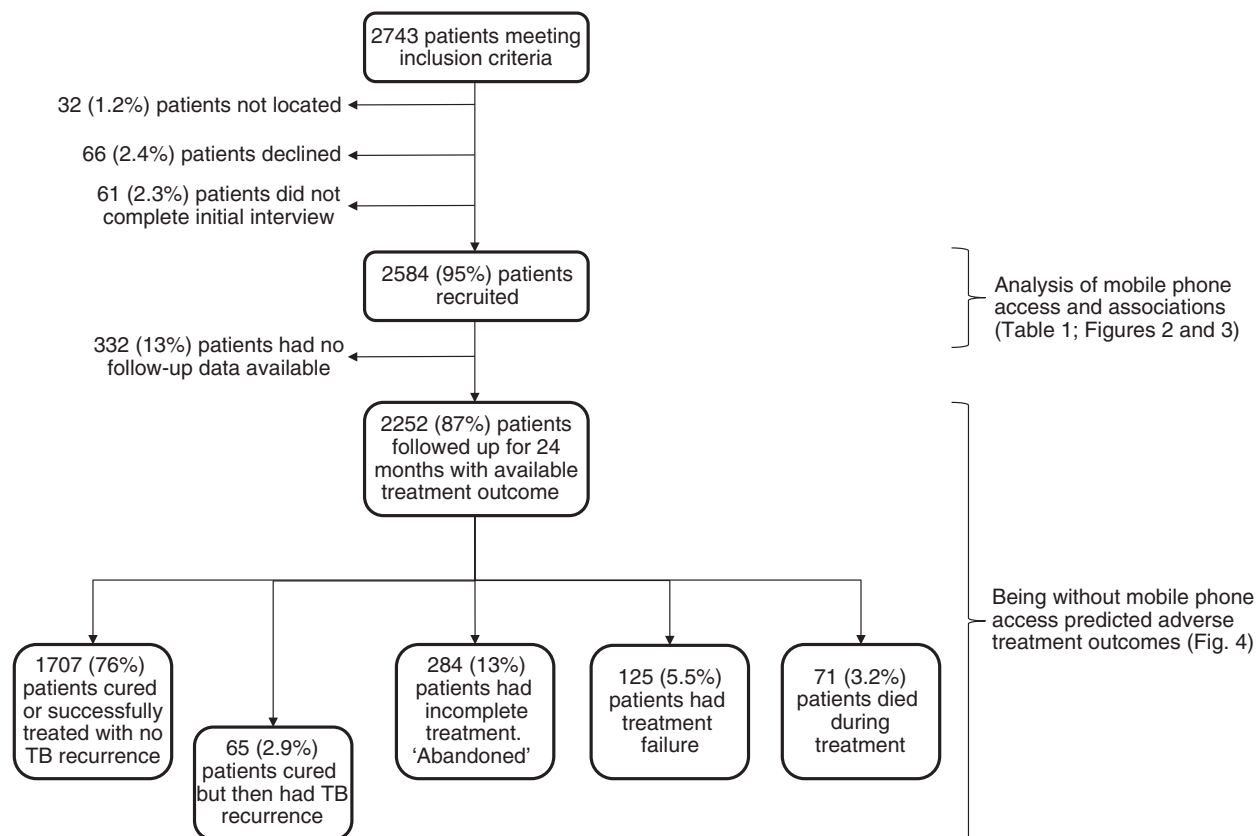 2743 patients meeting
inclusion criteria
32 (1.2%) patients not located
66 (2.4%) patients declined
61 (2.3%) patients did not
complete initial interview
2584 (95%) patients
recruited
Analysis of mobile phone
access and associations
(Table 1; Figures 2 and 3)
332 (13%) patients had no
follow-up data available
2252 (87%) patients
followed up for 24
months with available
treatment outcome
Being without mobile phone
access predicted adverse
treatment outcomes (Fig. 4)
1707 (76%)
patients cured
or successfully
treated with no
TB recurrence
65 (2.9%)
patients cured
but then had TB
recurrence
284 (13%)
patients had
incomplete
treatment.
‘Abandoned’
125 (5.5%)
patients had
treatment
failure
71 (3.2%)
patients died
during
treatment